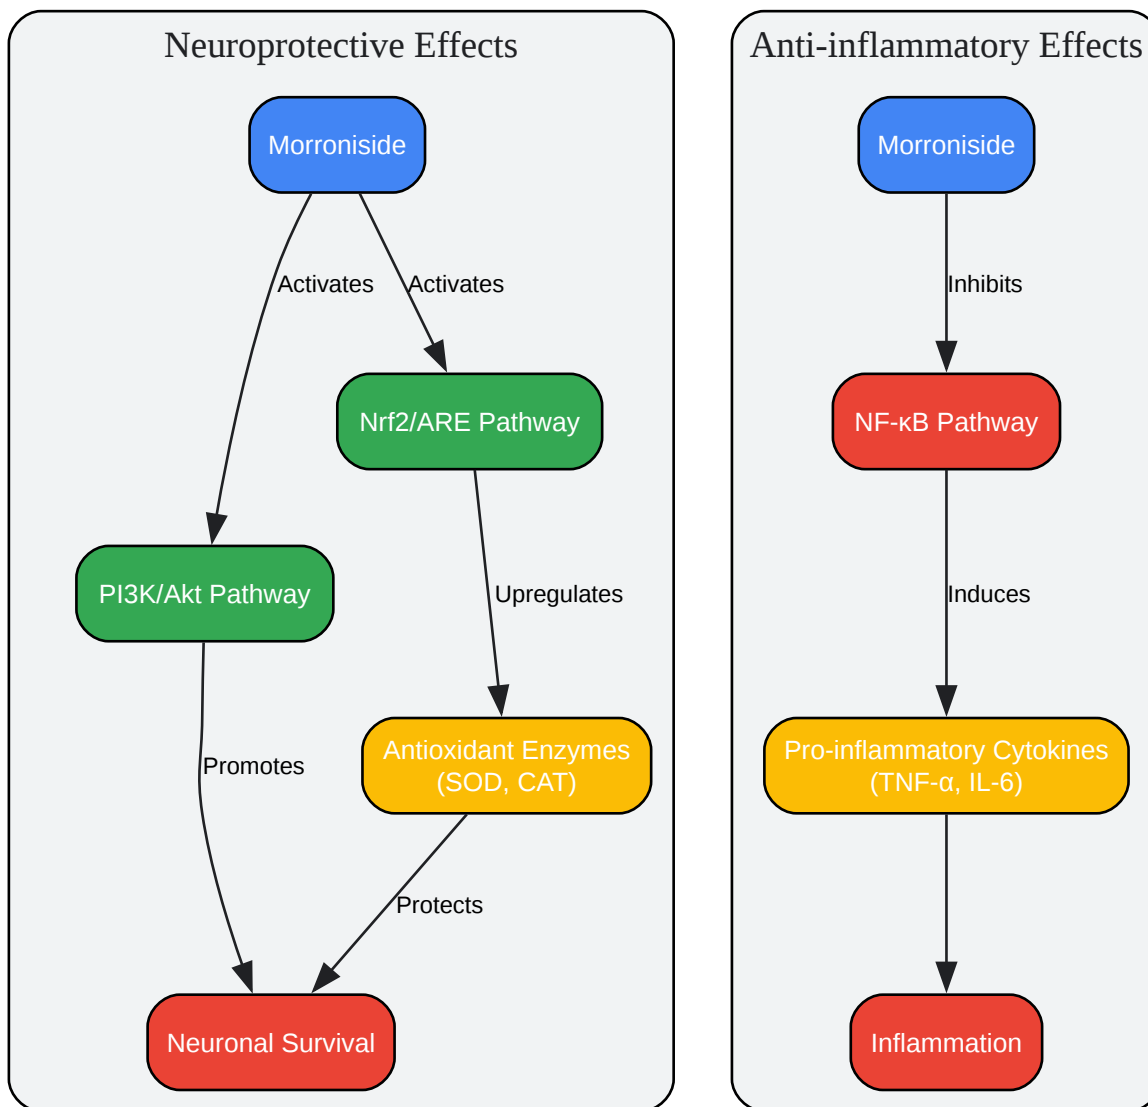 Neuroprotective Effects
Morroniside
Activates
Activates
Nrf2/ARE Pathway
PI3K/Akt Pathway
Upregulates
Antioxidant Enzymes
(SOD, CAT)
Promotes
Protects
Neuronal Survival
Anti-inflammatory Effects
Morroniside
Inhibits
NF-κB Pathway
Induces
Pro-inflammatory Cytokines
(TNF-α, IL-6)
Inflammation